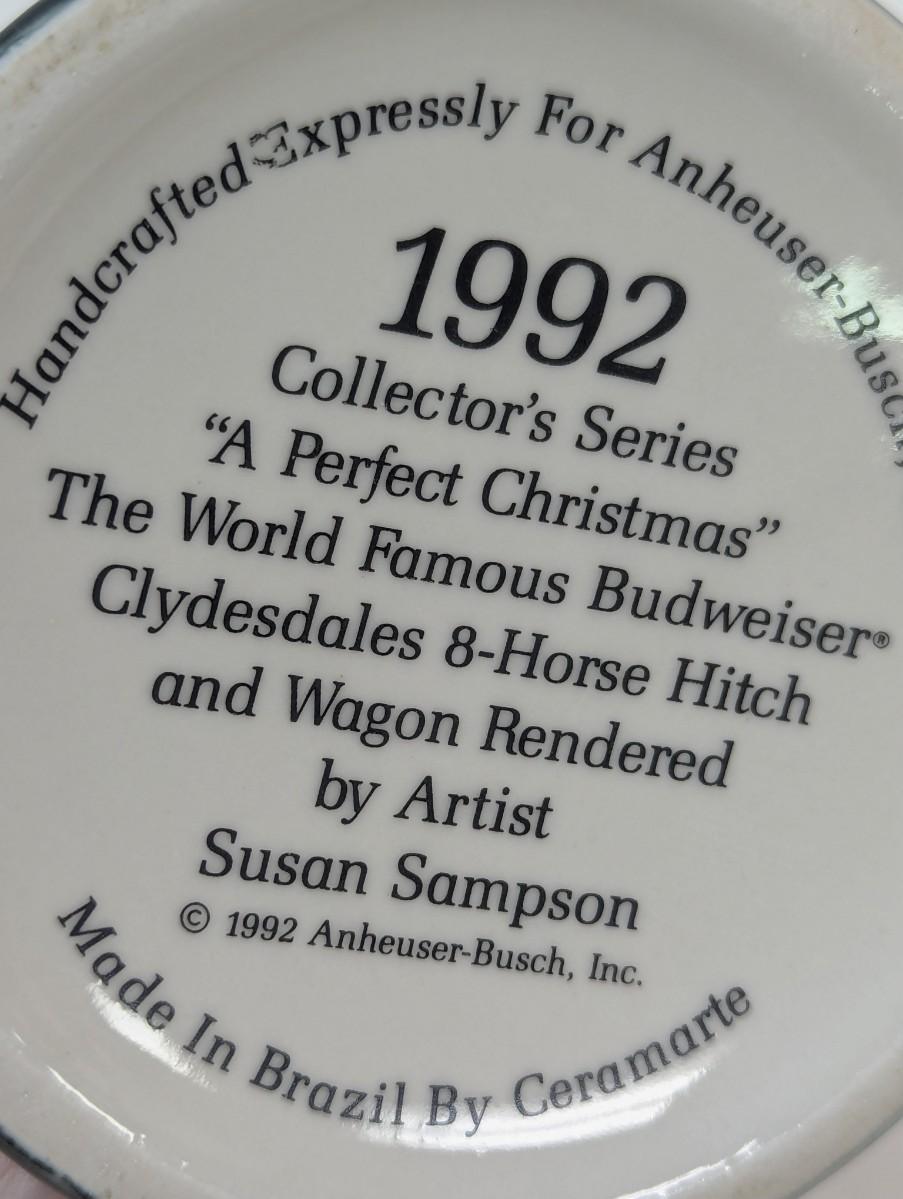 Handcrafted Expressly For Anheuser-Busch,
1992
Collector's Series
“A Perfect Christmas”
The World Famous Budweiser®
Clydesdales 8-Horse Hitch
and Wagon Rendered
by Artist
Susan Sampson
© 1992 Anheuser-Busch, Inc.
Made In Brazil By Ceramarte